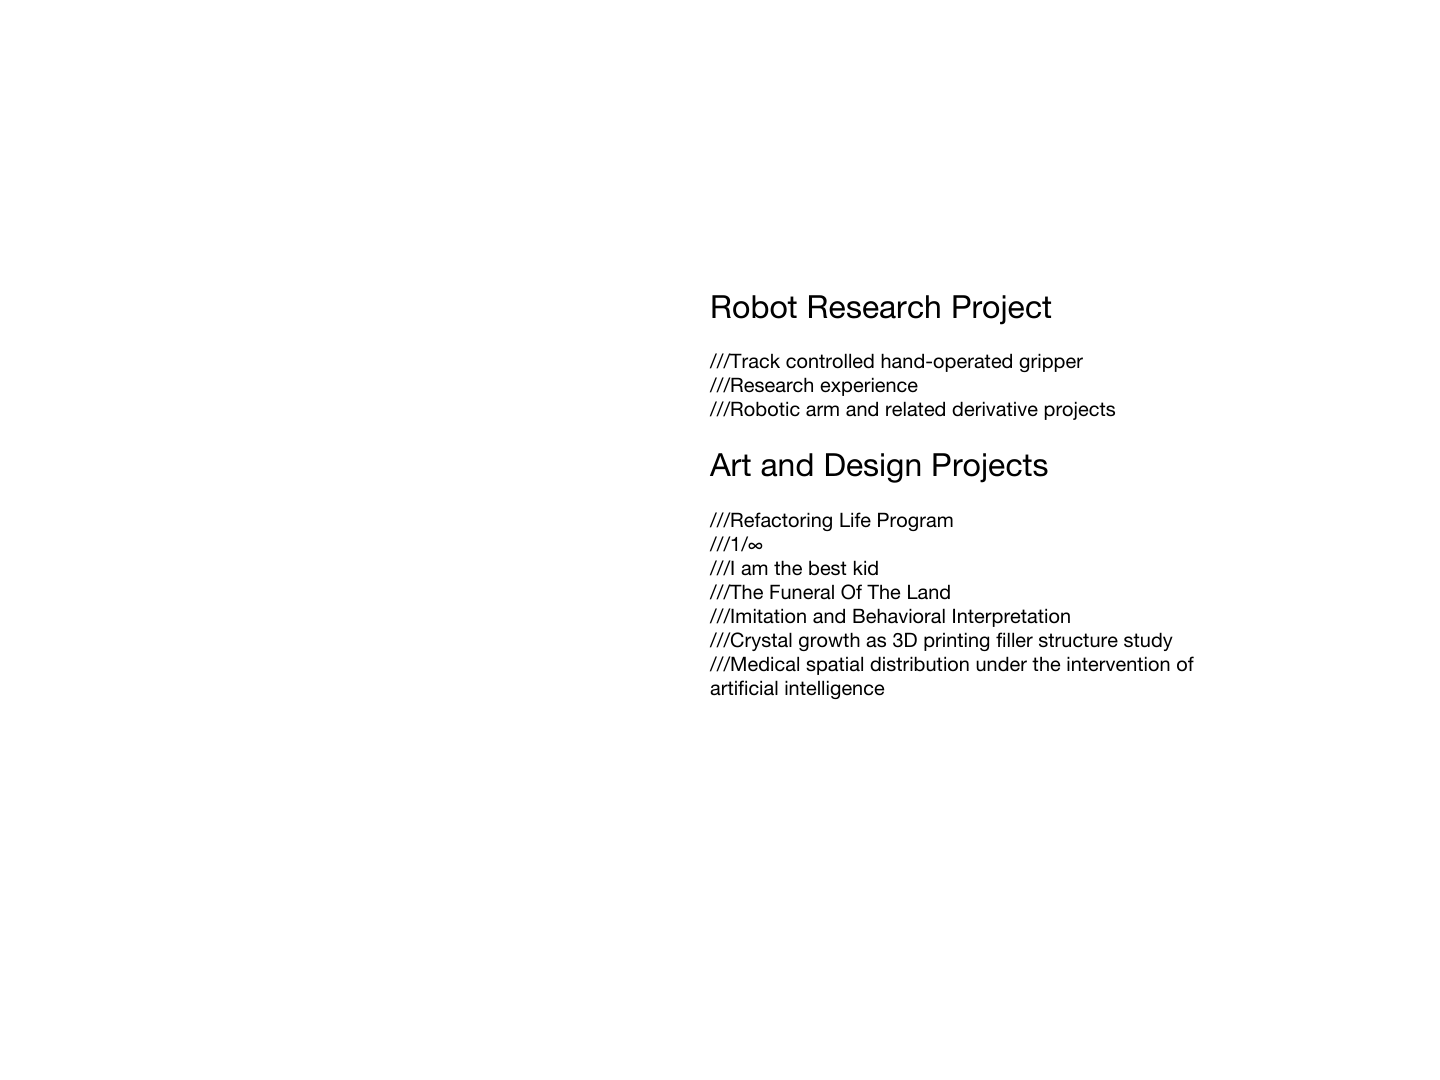 Robot Research Project
///Track controlled hand-operated gripper
///Research experience
///Robotic arm and related derivative projects
Art and Design Projects
///Refactoring Life Program
///1/∞
///I am the best kid
///The Funeral Of The Land
///Imitation and Behavioral Interpretation
///Crystal growth as 3D printing filler structure study
///Medical spatial distribution under the intervention of
artificial intelligence